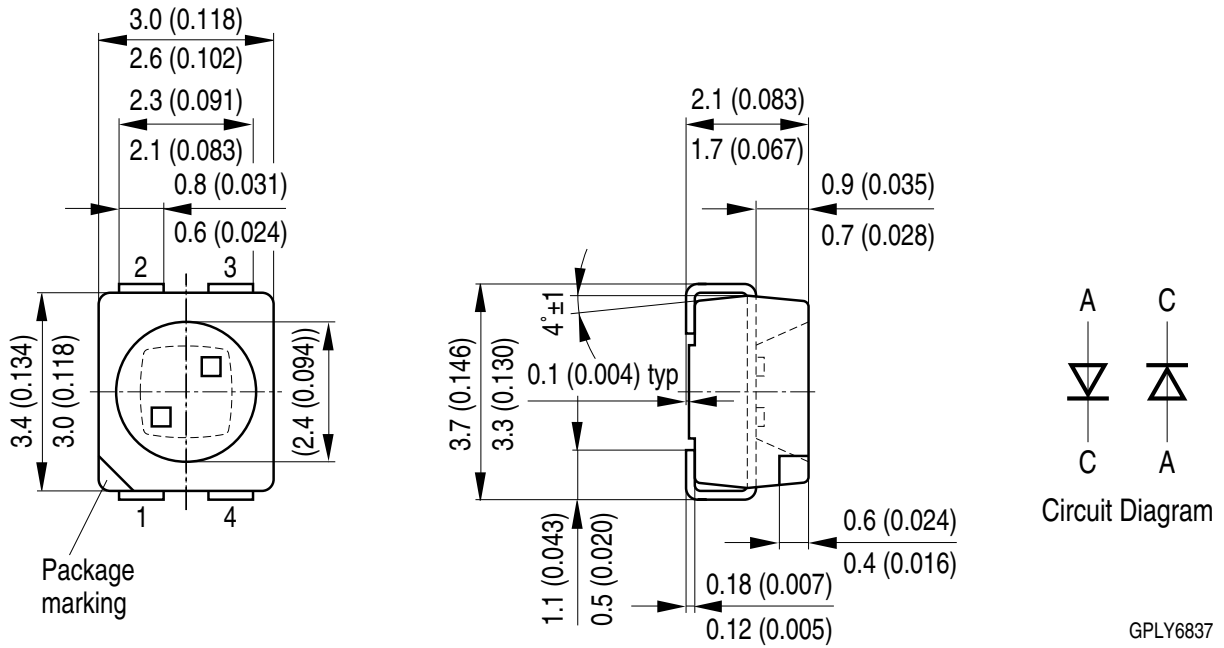 3.0 (0.118)
2.6 (0.102)
2.3 (0.091)
2.1 (0.083)
0.8 (0.031)
0.6 (0.024)
2
3
3.4 (0.134)
3.0 (0.118)
(2.4 (0.094))
1
4
Package
marking
2.1 (0.083)
1.7 (0.067)
0.9 (0.035)
0.7 (0.028)
4˚±1
0.1 (0.004) typ
3.7 (0.146)
3.3 (0.130)
1.1 (0.043)
0.5 (0.020)
0.6 (0.024)
0.4 (0.016)
0.18 (0.007)
0.12 (0.005)
A
C
C
A
Circuit Diagram
GPLY6837